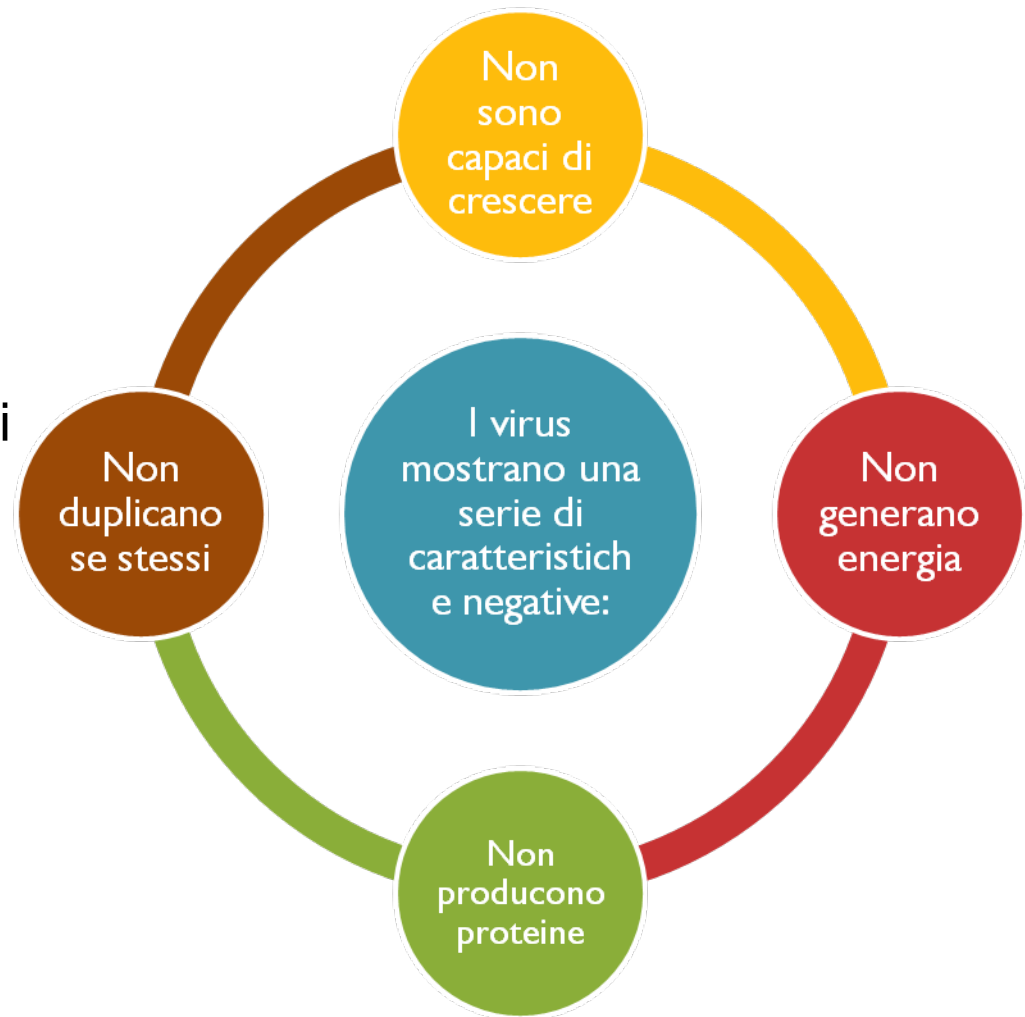 Non
sono
capaci di
crescere
i
Non
duplicano
se stessi
I virus
mostrano una
serie di
caratteristich
e negative:
Non
generano
energia
Non
producono
proteine